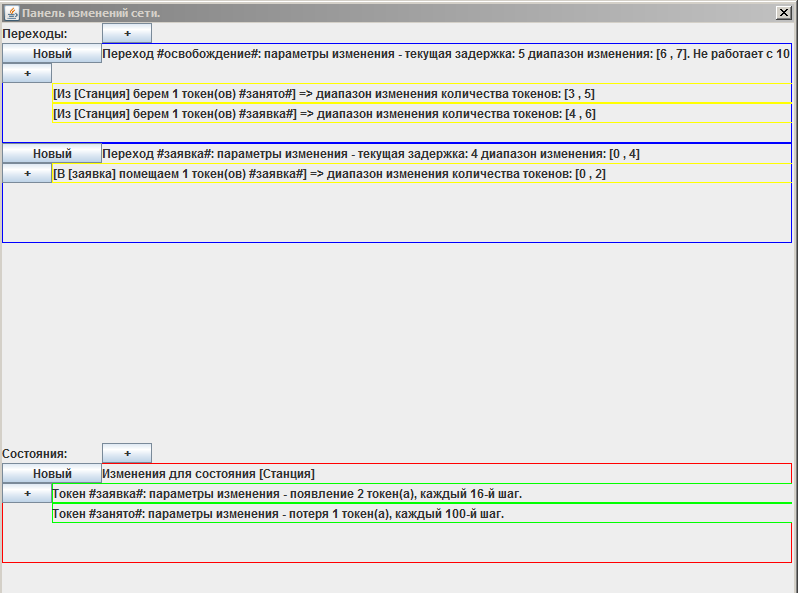 Панель изменений сети.
Переходы: +
Новый Переход #освобождение#: параметры изменения - текущая задержка: 5 диапазон изменения: [6 , 7]. Не работает с 10
+
[Из [Станция] берем 1 токен(ов) #занято#] => диапазон изменения количества токенов: [3 , 5]
[Из [Станция] берем 1 токен(ов) #заявка#] => диапазон изменения количества токенов: [4 , 6]
Новый Переход #заявка#: параметры изменения - текущая задержка: 4 диапазон изменения: [0 , 4]
+ [В [заявка] помещаем 1 токен(ов) #заявка#] => диапазон изменения количества токенов: [0 , 2]
Состояния: +
Новый Изменения для состояния [Станция]
+ Токен #заявка#: параметры изменения - появление 2 токен(а), каждый 16-й шаг.
Токен #занято#: параметры изменения - потеря 1 токен(а), каждый 100-й шаг.